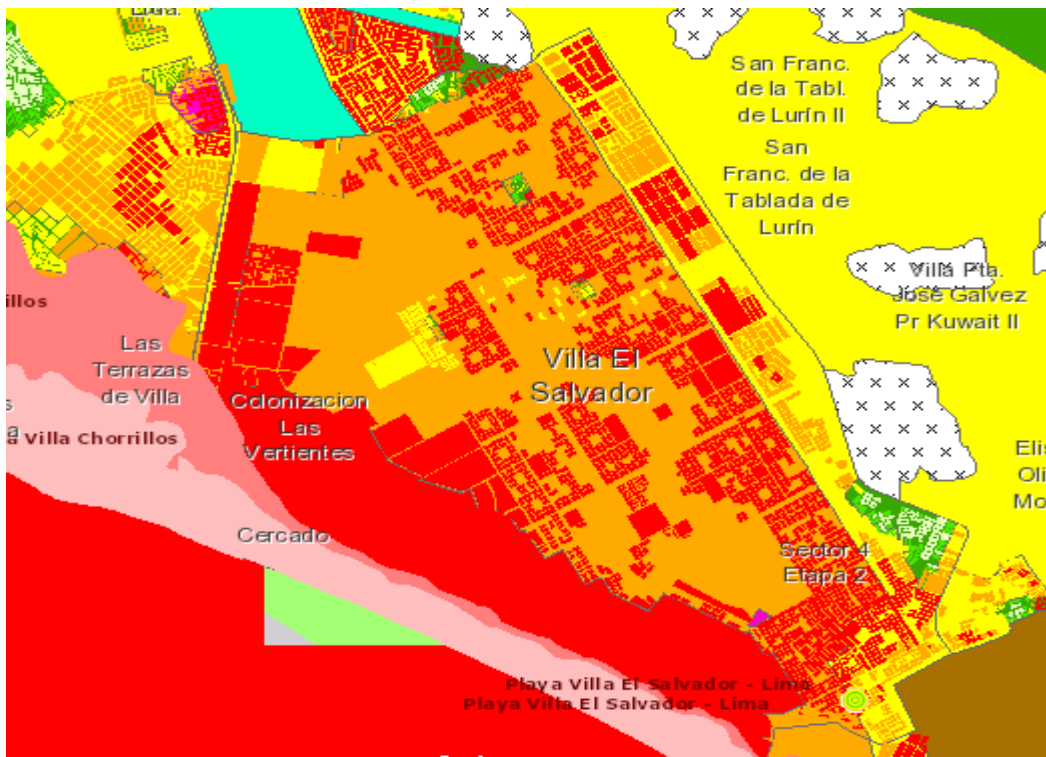 San Franc.
de la Tabl.
de Lurín II
San
Franc. de la
Tablada de
Lurín
Villa Pta.
José Galvez
Pr Kuwait II
illos
Las
Terrazas
de Villa
Villa El
Salvador
Colonizacion
Las
Vertientes
s
a
a Villa Chorrillos
Elis
Oli
Mo
Cercado
Sector 4
Etapa 2
Playa Villa El Salvador - Lima
Playa Villa El Salvador - Lima